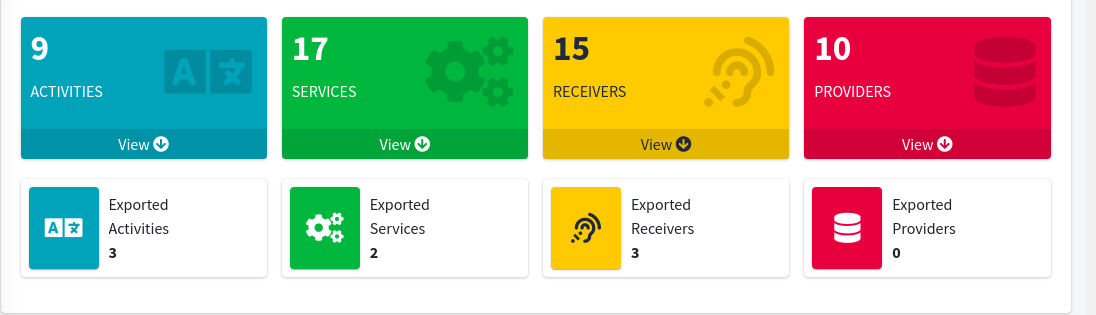 9
ACTIVITIES
View
17
SERVICES
View
15
RECEIVERS
View
10
PROVIDERS
View
Exported
Activities
3
Exported
Services
2
Exported
Receivers
3
Exported
Providers
0